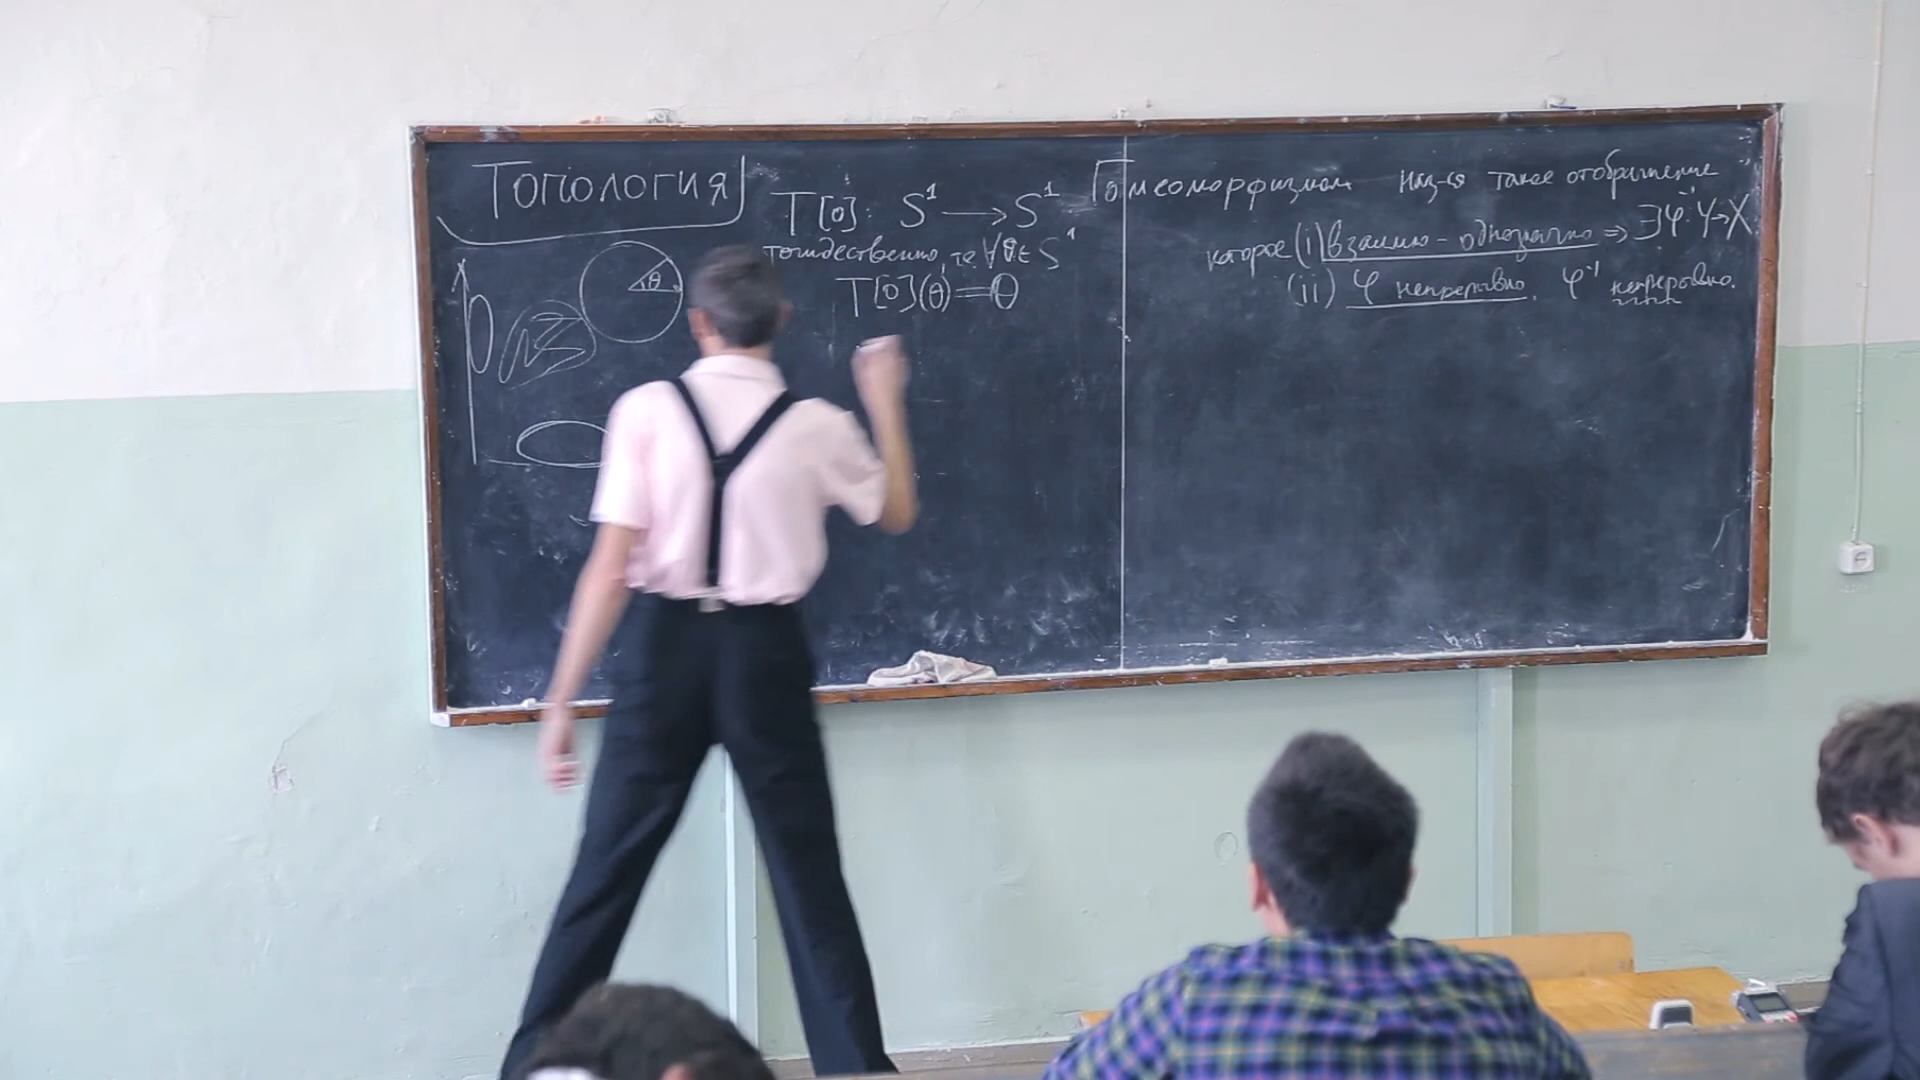 Топология
θ
T[0]: S¹ ⟶ S¹
тождественно, т.е. ∀θ ∈ S¹
T[0](θ) = θ
Гомеоморфизмом наз-ся такое отображение
которое (i) взаимно-однозначно ⇒ ∃φ⁻¹: Y→X
(ii) φ непрерывно. φ⁻¹ непрерывно.